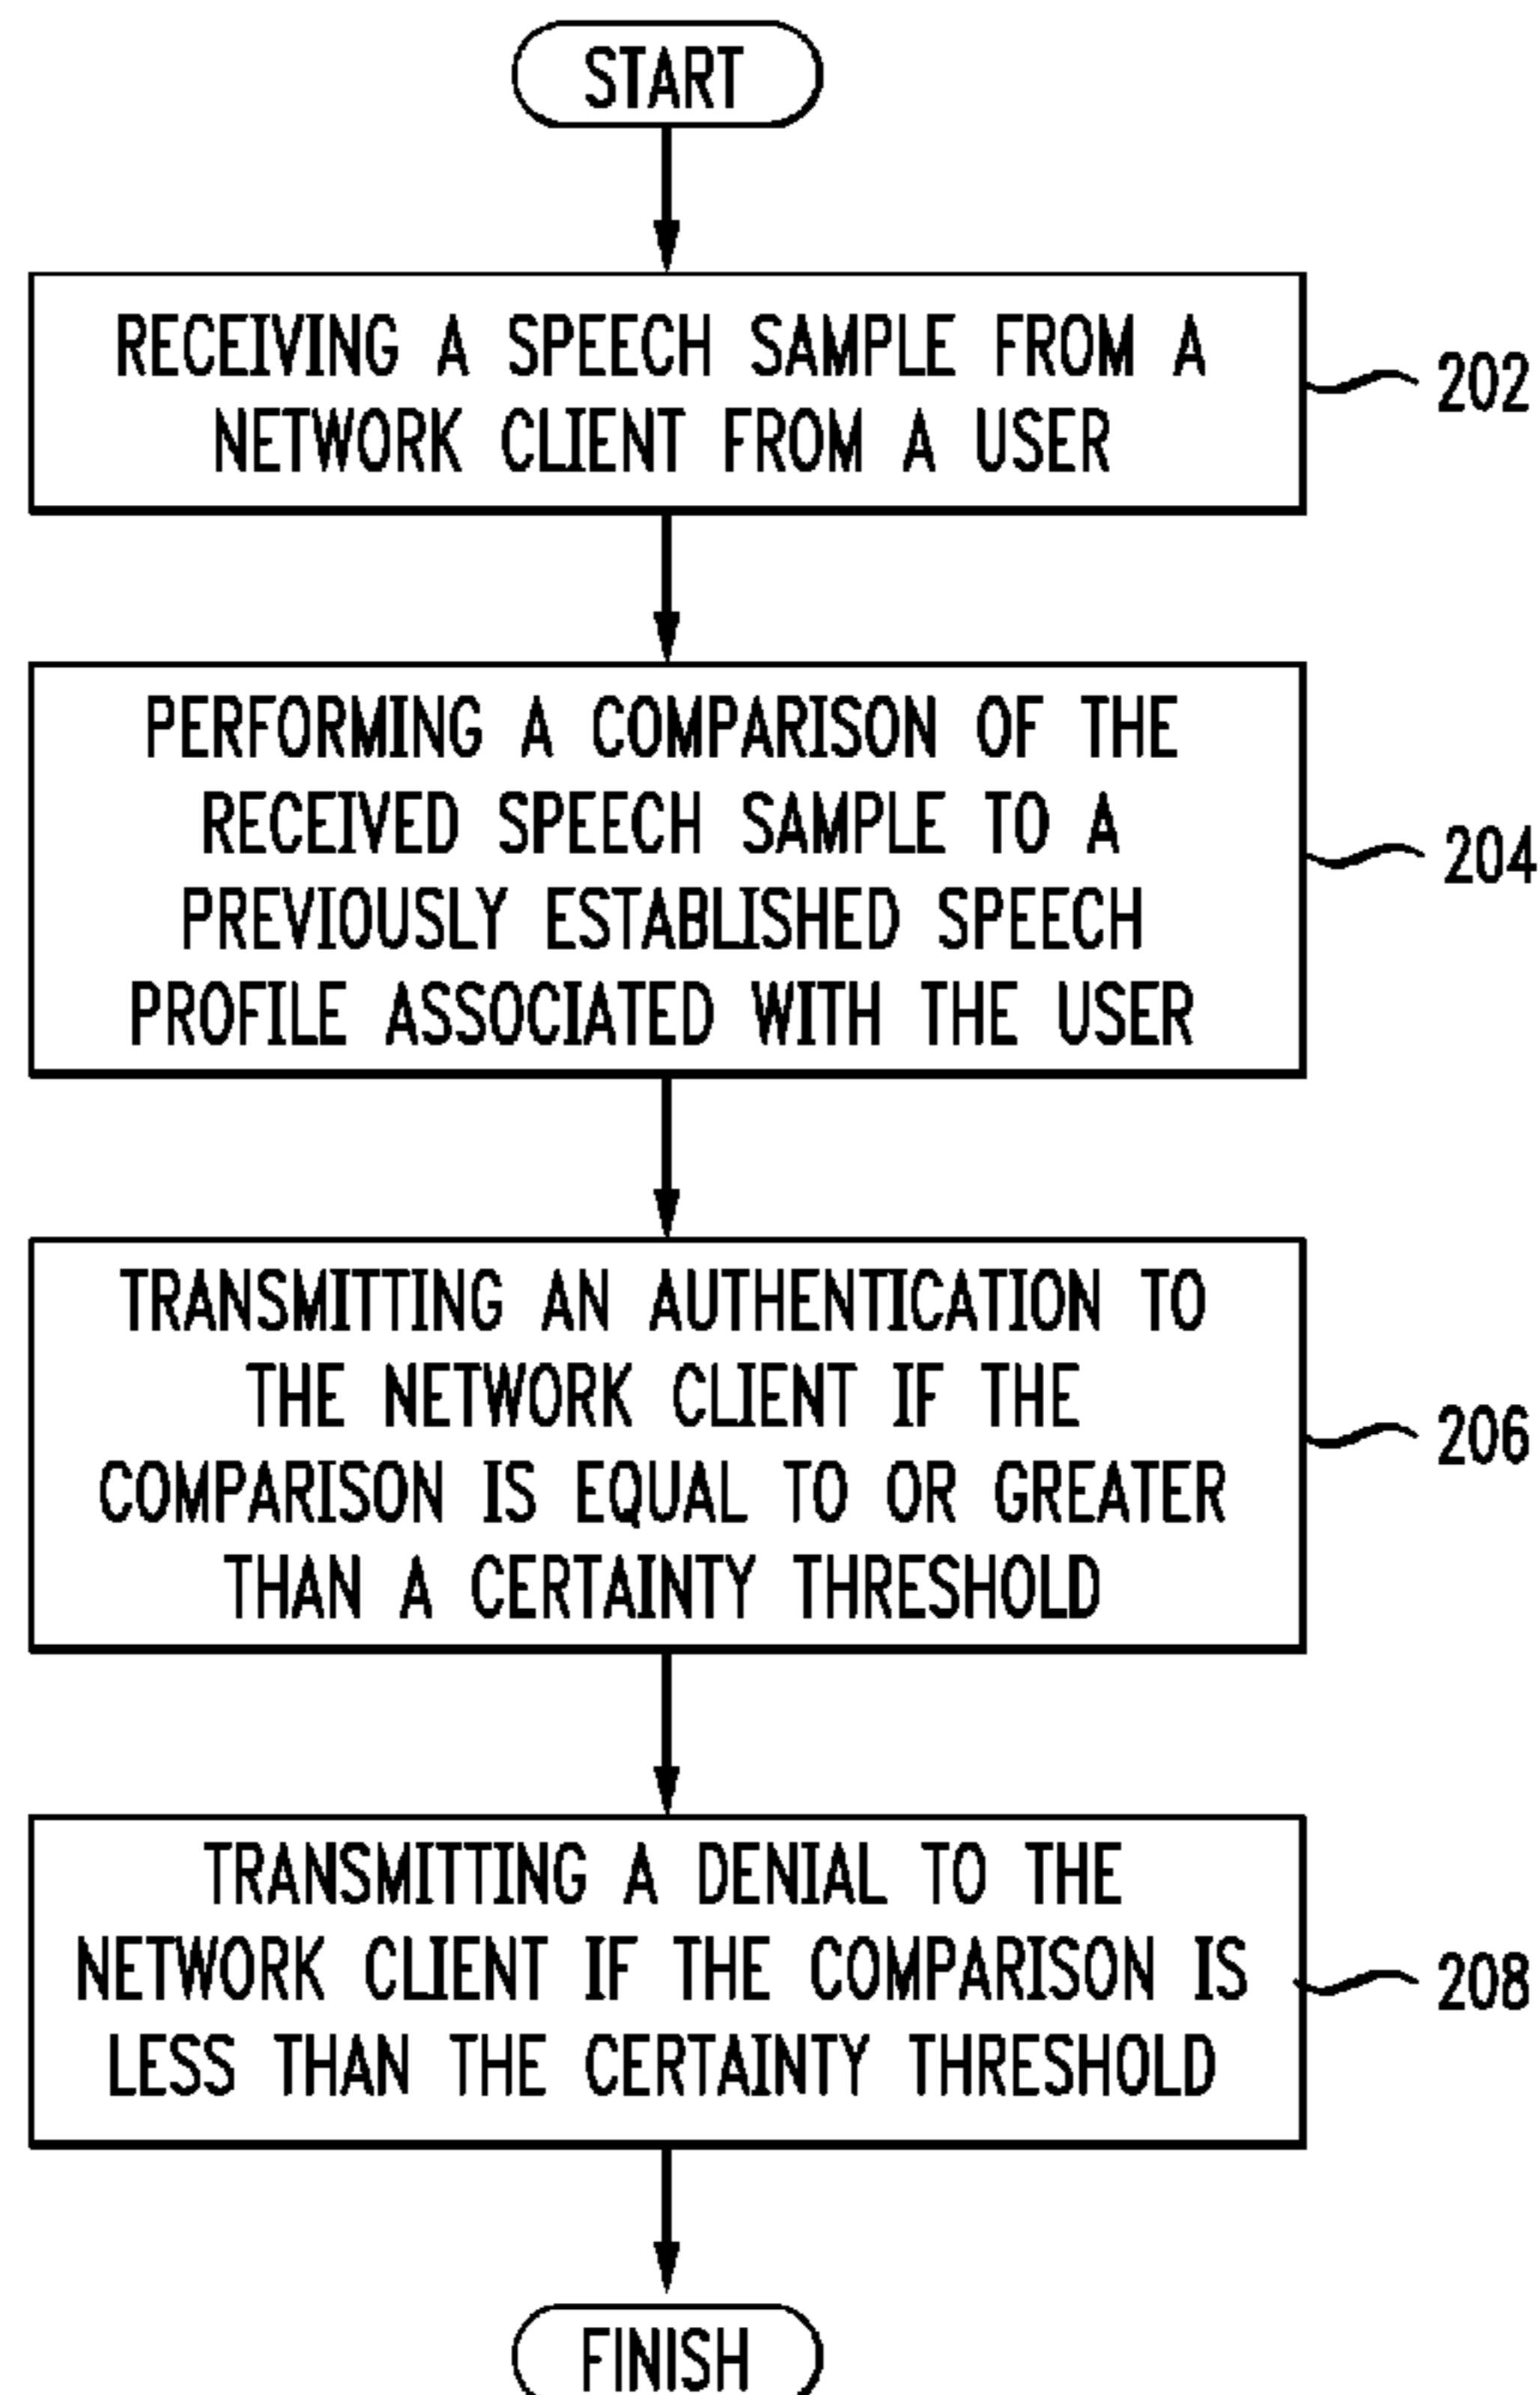 START
RECEIVING A SPEECH SAMPLE FROM A
NETWORK CLIENT FROM A USER
202
PERFORMING A COMPARISON OF THE
RECEIVED SPEECH SAMPLE TO A
PREVIOUSLY ESTABLISHED SPEECH
PROFILE ASSOCIATED WITH THE USER
204
TRANSMITTING AN AUTHENTICATION TO
THE NETWORK CLIENT IF THE
COMPARISON IS EQUAL TO OR GREATER
THAN A CERTAINTY THRESHOLD
206
TRANSMITTING A DENIAL TO THE
NETWORK CLIENT IF THE COMPARISON IS
LESS THAN THE CERTAINTY THRESHOLD
208
FINISH